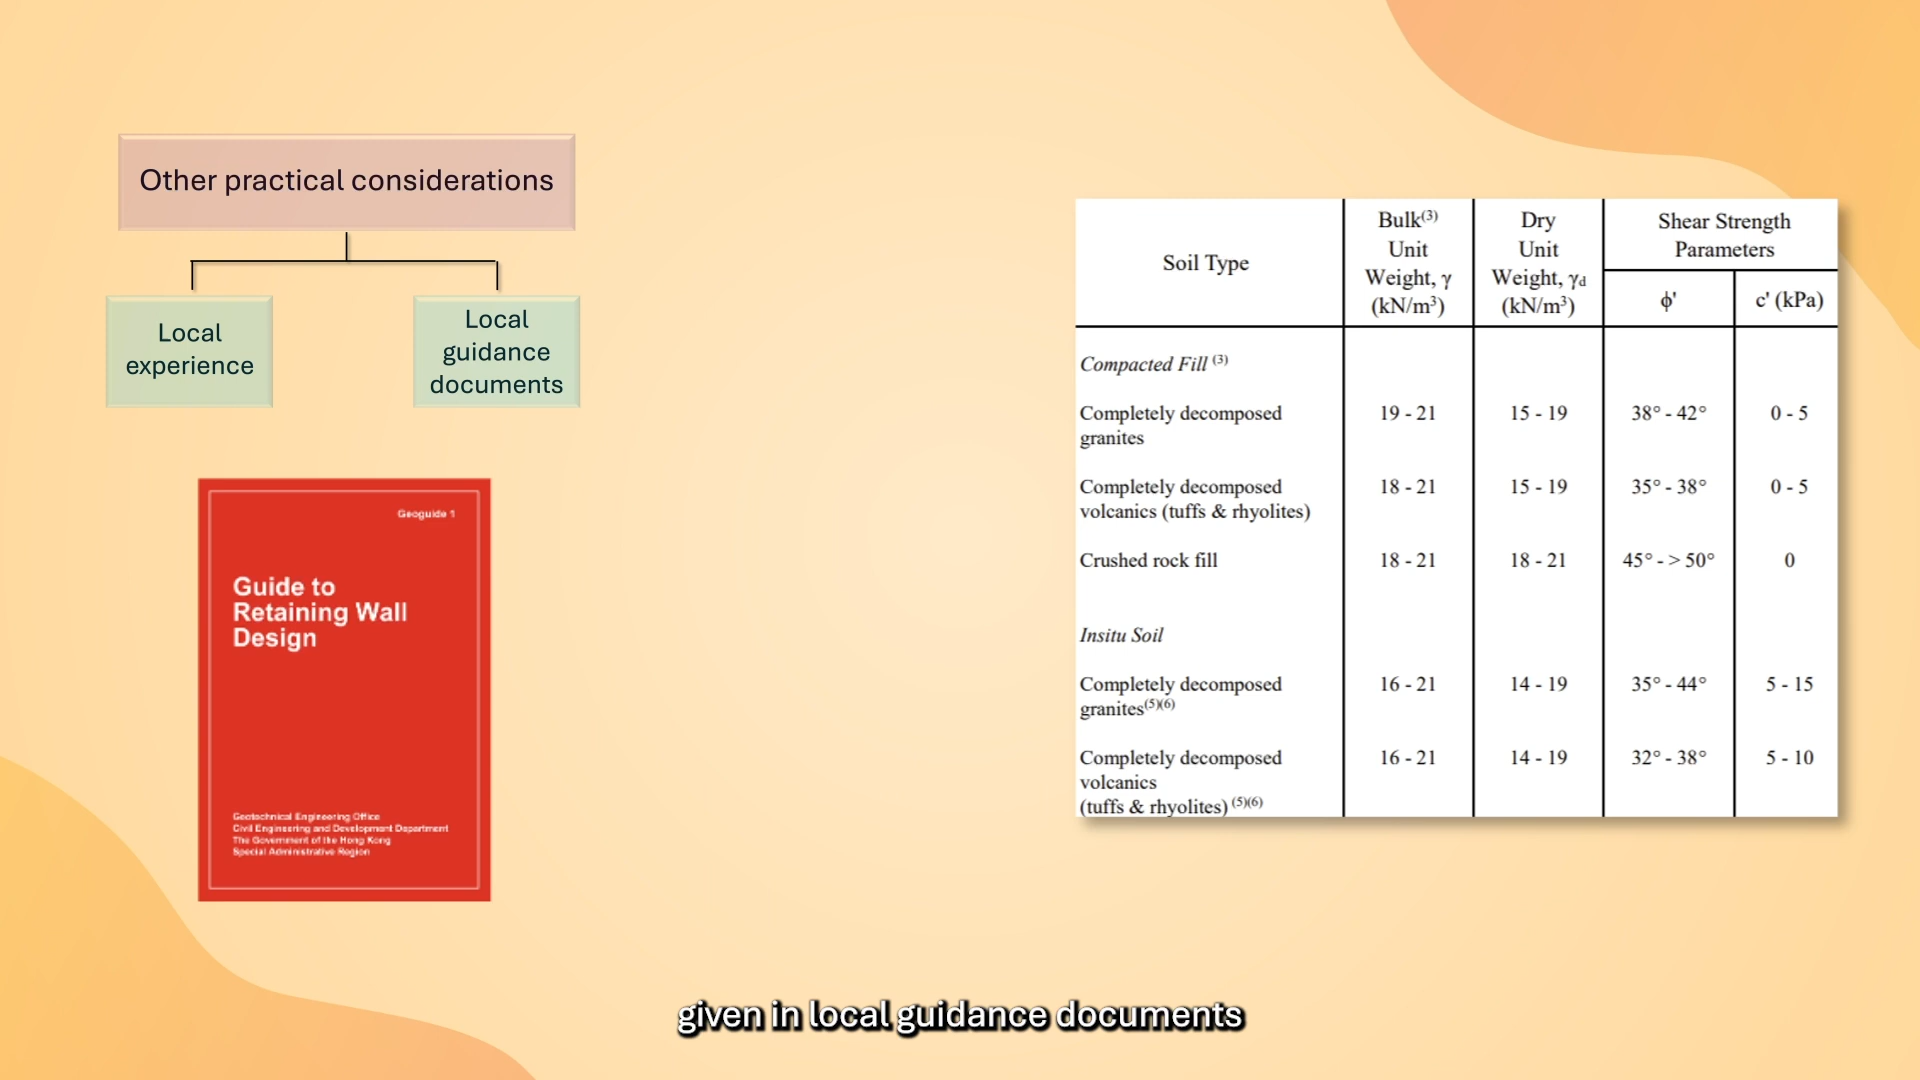 Other practical considerations
Local
experience
Local
guidance
documents
Geoguide 1
Guide to
Retaining Wall
Design
Geotechnical Engineering Office
Civil Engineering and Development Department
The Government of the Hong Kong
Special Administrative Region
Soil Type
Bulk(3)
Unit
Weight, γ
(kN/m³)
Dry
Unit
Weight, γd
(kN/m³)
Shear Strength
Parameters
ϕ'
c' (kPa)
Compacted Fill (3)
Completely decomposed
granites
19 - 21
15 - 19
38° - 42°
0 - 5
Completely decomposed
volcanics (tuffs & rhyolites)
18 - 21
15 - 19
35° - 38°
0 - 5
Crushed rock fill
18 - 21
18 - 21
45° - > 50°
0
Insitu Soil
Completely decomposed
granites(5)(6)
16 - 21
14 - 19
35° - 44°
5 - 15
Completely decomposed
volcanics
(tuffs & rhyolites) (5)(6)
16 - 21
14 - 19
32° - 38°
5 - 10
given in local guidance documents